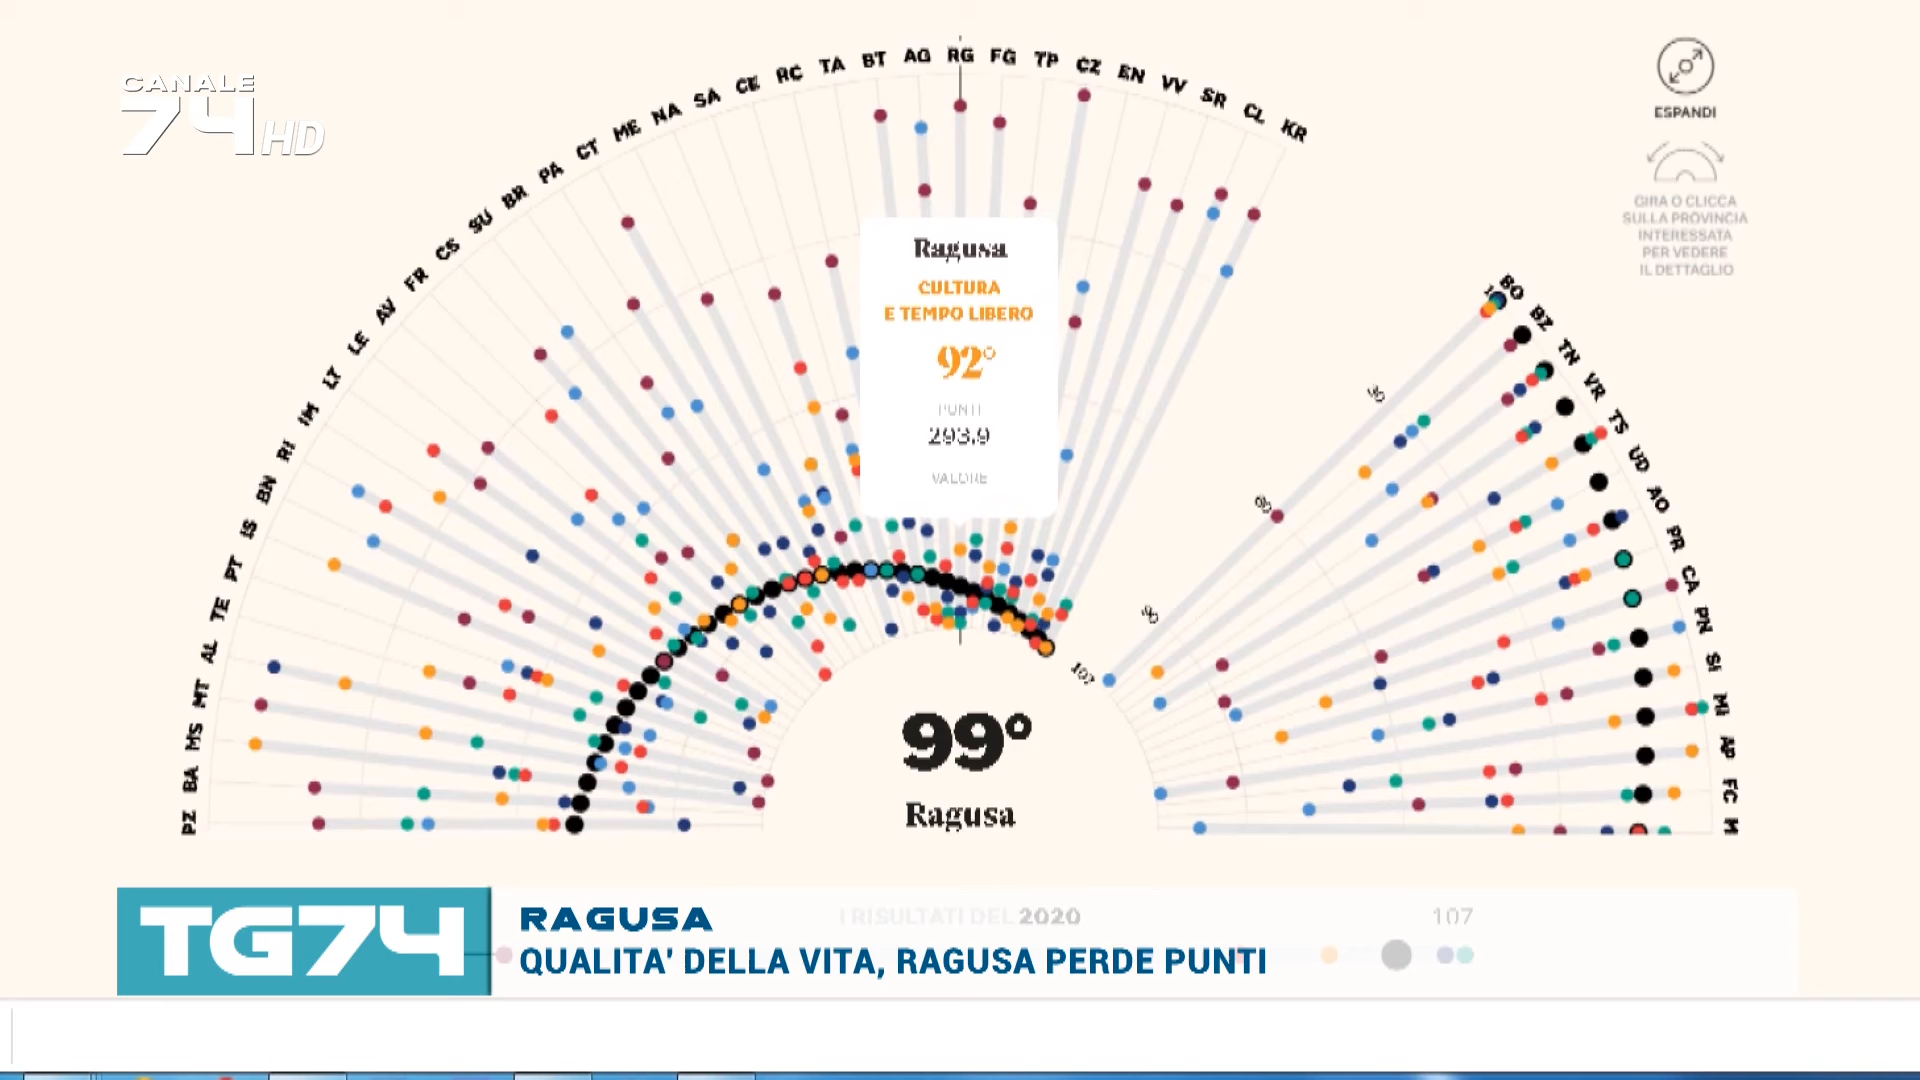 CANALE
74 HD
PZ
BA
MS
MT
AL
TE
PT
IS
BN
RI
IM
LT
LE
AV
FR
CS
SU
BR
PA
CT
ME
NA
SA
CE
RC
TA
BT
AG
RG
FG
TP
CZ
EN
VV
SR
CL
KR
ESPANDI
GIRA O CLICCA
SULLA PROVINCIA
INTERESSATA
PER VEDERE
IL DETTAGLIO
Ragusa
CULTURA
E TEMPO LIBERO
92°
PUNTI
293.9
VALORE
BO
BZ
TN
VR
TS
UD
AO
PR
CA
PN
SI
MI
AP
FC
107
99°
Ragusa
TG74
RAGUSA
I RISULTATI DEL 2020
107
QUALITA' DELLA VITA, RAGUSA PERDE PUNTI